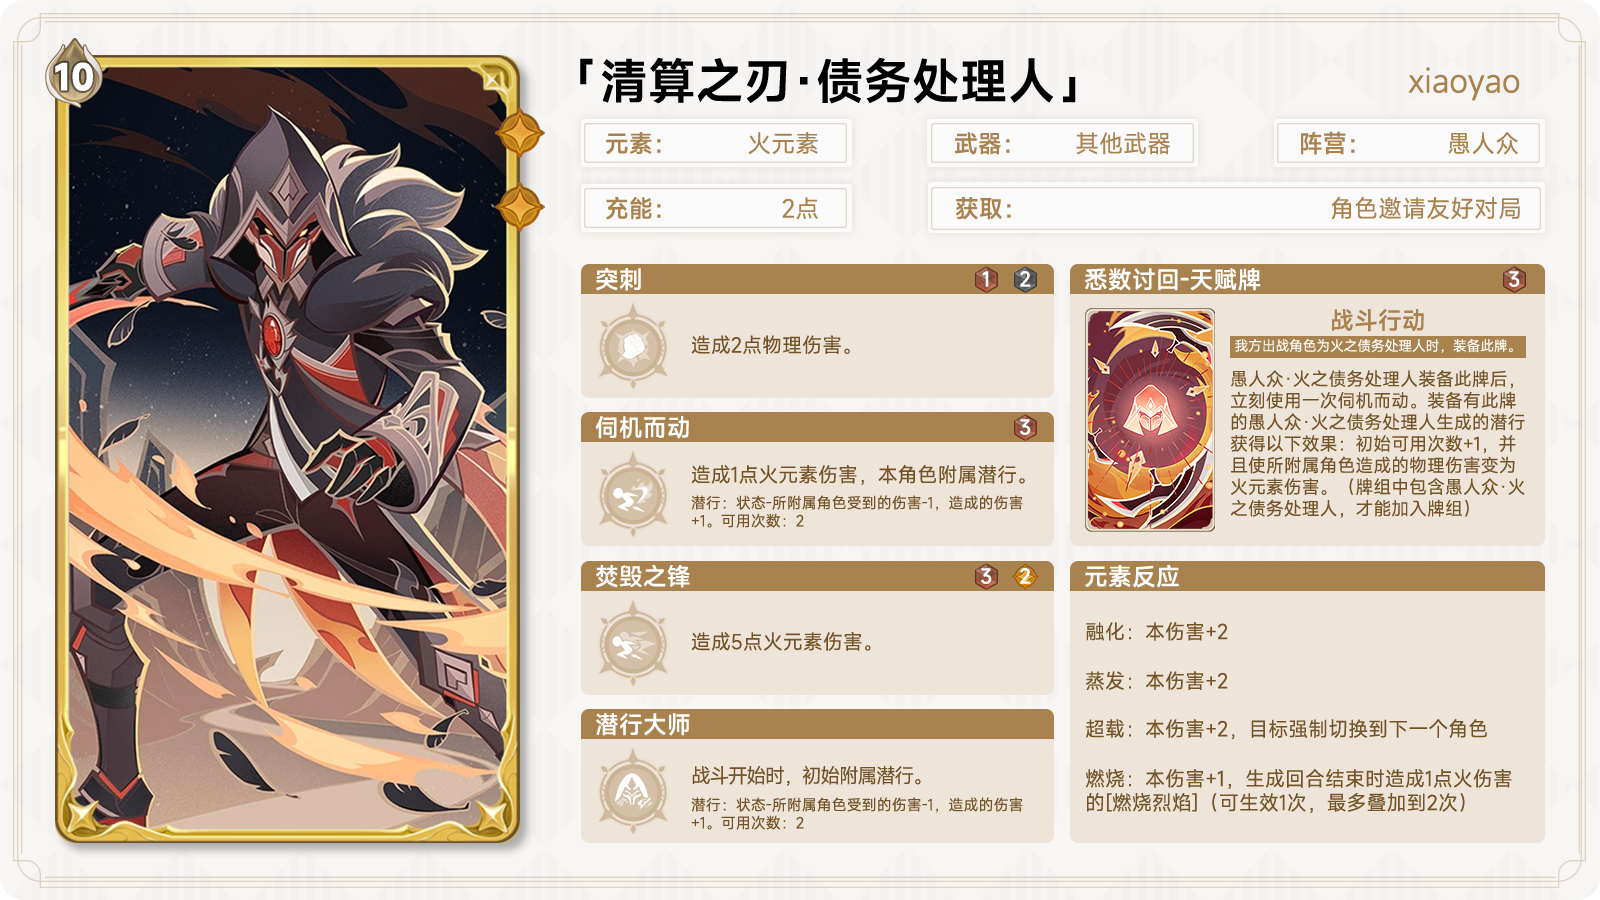 10
「清算之刃·债务处理人」
xiaoyao
元素： 火元素
武器： 其他武器
阵营： 愚人众
充能： 2点
获取： 角色邀请友好对局
突刺 1 2
造成2点物理伤害。
伺机而动 3
造成1点火元素伤害，本角色附属潜行。
潜行：状态-所附属角色受到的伤害-1，造成的伤害
+1。可用次数：2
焚毁之锋 3 2
造成5点火元素伤害。
潜行大师
战斗开始时，初始附属潜行。
潜行：状态-所附属角色受到的伤害-1，造成的伤害
+1。可用次数：2
悉数讨回-天赋牌 3
战斗行动
我方出战角色为火之债务处理人时，装备此牌。
愚人众·火之债务处理人装备此牌后，
立刻使用一次伺机而动。装备有此牌
的愚人众·火之债务处理人生成的潜行
获得以下效果：初始可用次数+1，并
且使所附属角色造成的物理伤害变为
火元素伤害。（牌组中包含愚人众·火
之债务处理人，才能加入牌组）
元素反应
融化：本伤害+2
蒸发：本伤害+2
超载：本伤害+2，目标强制切换到下一个角色
燃烧：本伤害+1，生成回合结束时造成1点火伤害
的[燃烧烈焰]（可生效1次，最多叠加到2次）